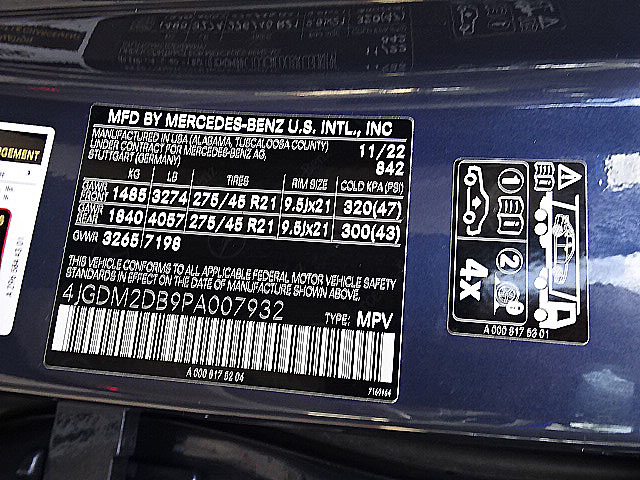 MFD BY MERCEDES-BENZ U.S. INTL., INC
MANUFACTURED IN USA (ALABAMA, TUSCALOOSA COUNTY)
UNDER CONTRACT FOR MERCEDES-BENZ AG,
STUTTGART (GERMANY)
11/22
842
KG LB TIRES RIM SIZE COLD KPA (PSI)
GAWR FRONT 1485 3274 275/45 R21 9.5Jx21 320(47)
GAWR REAR 1840 4057 275/45 R21 9.5Jx21 300(43)
GVWR 3265 7198
THIS VEHICLE CONFORMS TO ALL APPLICABLE FEDERAL MOTOR VEHICLE SAFETY
STANDARDS IN EFFECT ON THE DATE OF MANUFACTURE SHOWN ABOVE.
4JGDM2DB9PA007932
TYPE: MPV
A 000 817 52 04
1 2
4x
A 000 817 53 01